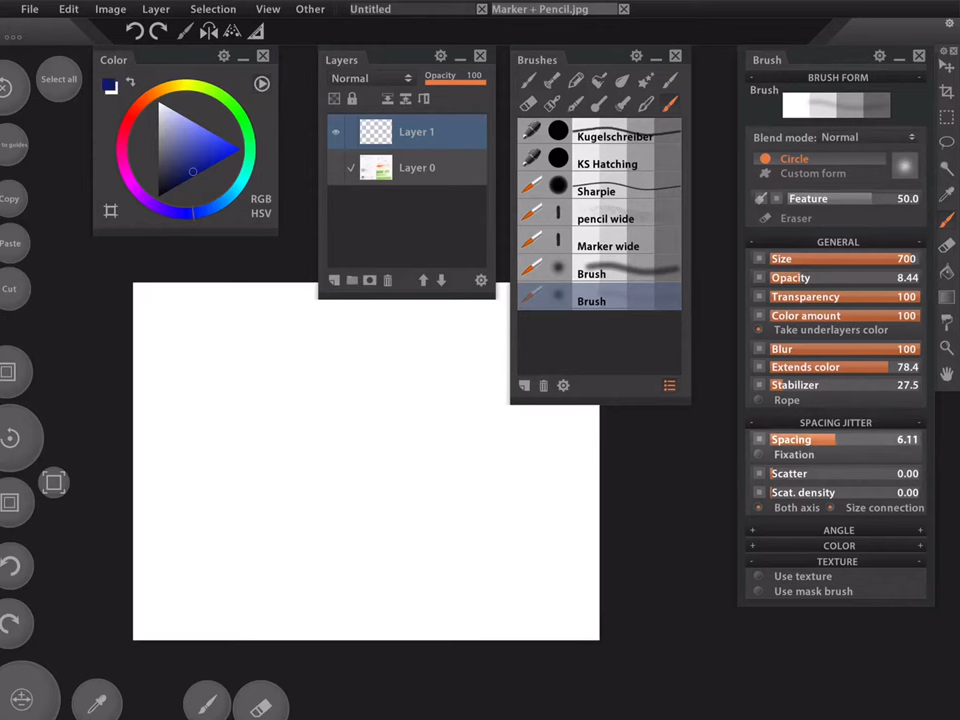 File Edit Image Layer Selection View Other Untitled Marker + Pencil.jpg
Select all
to guides
Copy
Paste
Cut
Color
RGB
HSV
Layers
Normal Opacity 100
Layer 1
Layer 0
Brushes
Kugelschreiber
KS Hatching
Sharpie
pencil wide
Marker wide
Brush
Brush
Brush
BRUSH FORM
Brush
Blend mode: Normal
Circle
Custom form
Feature 50.0
Eraser
GENERAL
Size 700
Opacity 8.44
Transparency 100
Color amount 100
Take underlayers color
Blur 100
Extends color 78.4
Stabilizer 27.5
Rope
SPACING JITTER
Spacing 6.11
Fixation
Scatter 0.00
Scat. density 0.00
Both axis Size connection
ANGLE
COLOR
TEXTURE
Use texture
Use mask brush